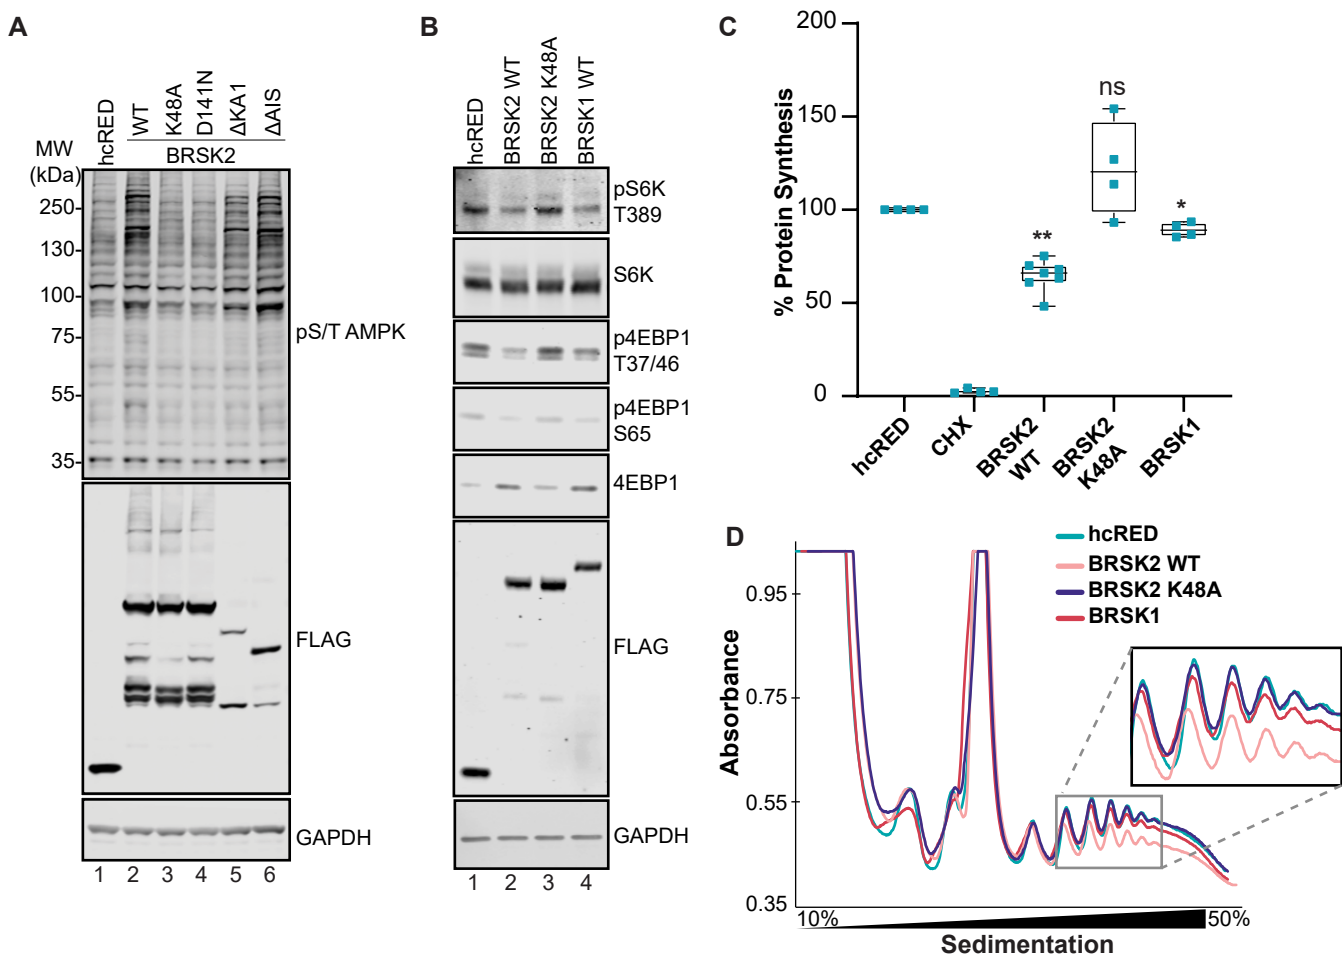 A
hcRED
WT
K48A
D141N
ΔKA1
ΔAIS
BRSK2
MW
(kDa)
250-
130-
100-
75-
55-
35-
pS/T AMPK
FLAG
GAPDH
1 2 3 4 5 6
B
hcRED
BRSK2 WT
BRSK2 K48A
BRSK1 WT
pS6K
T389
S6K
p4EBP1
T37/46
p4EBP1
S65
4EBP1
FLAG
GAPDH
1 2 3 4
C
% Protein Synthesis
200
150
100
50
0
**
ns
*
hcRED
CHX
BRSK2
WT
BRSK2
K48A
BRSK1
D
hcRED
BRSK2 WT
BRSK2 K48A
BRSK1
Absorbance
0.95
0.75
0.55
0.35
10%
50%
Sedimentation